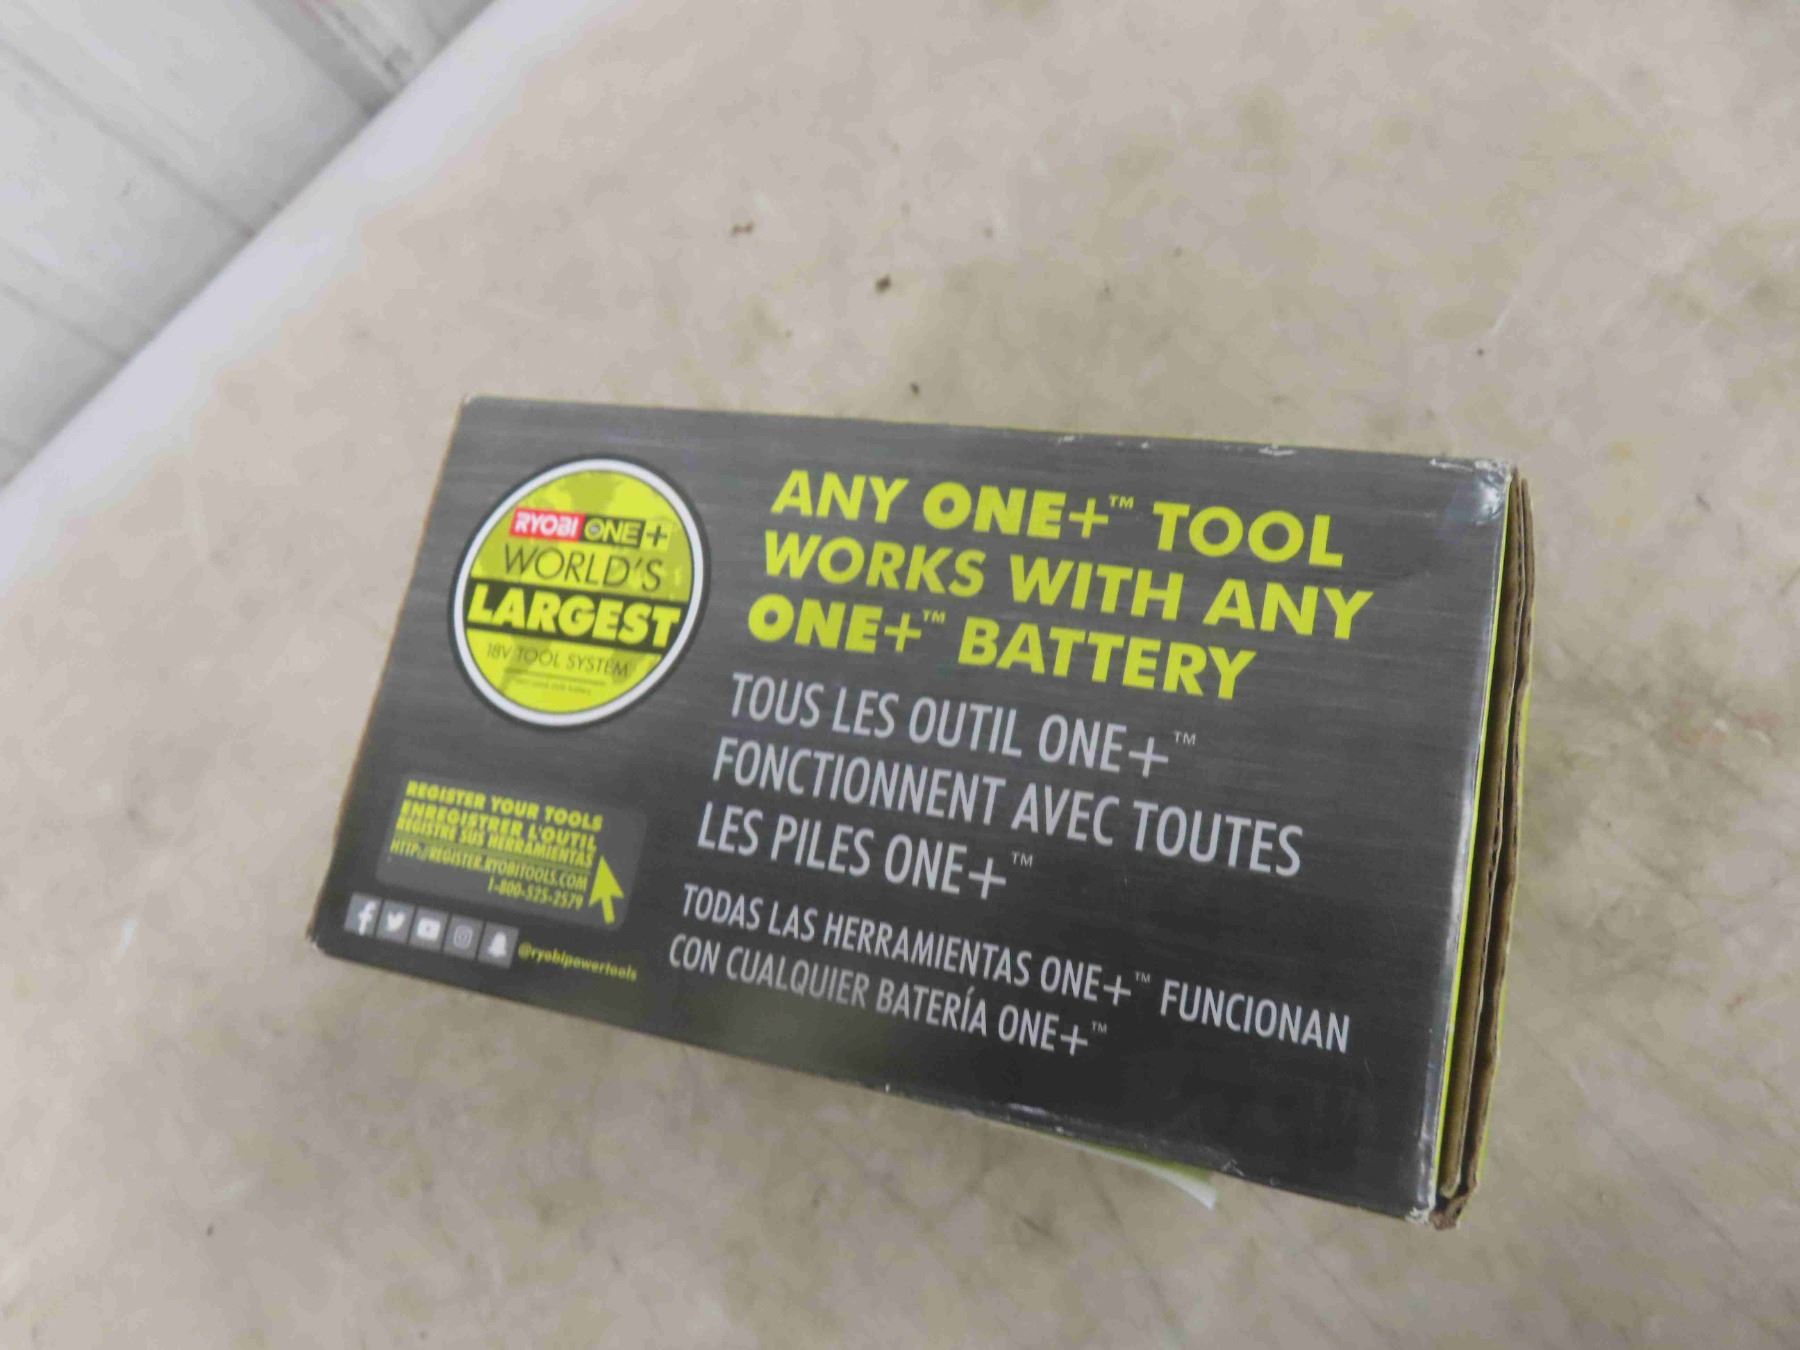 RYOBI ONE+
WORLD'S
LARGEST
18V TOOL SYSTEM
ANY ONE+™ TOOL
WORKS WITH ANY
ONE+™ BATTERY
TOUS LES OUTIL ONE+™
FONCTIONNENT AVEC TOUTES
LES PILES ONE+™
TODAS LAS HERRAMIENTAS ONE+™ FUNCIONAN
CON CUALQUIER BATERÍA ONE+™
REGISTER YOUR TOOLS
ENREGISTRER L'OUTIL
REGISTRE SUS HERRAMIENTAS
HTTP://REGISTER.RYOBITOOLS.COM
1-800-525-2579
@ryobipowertools